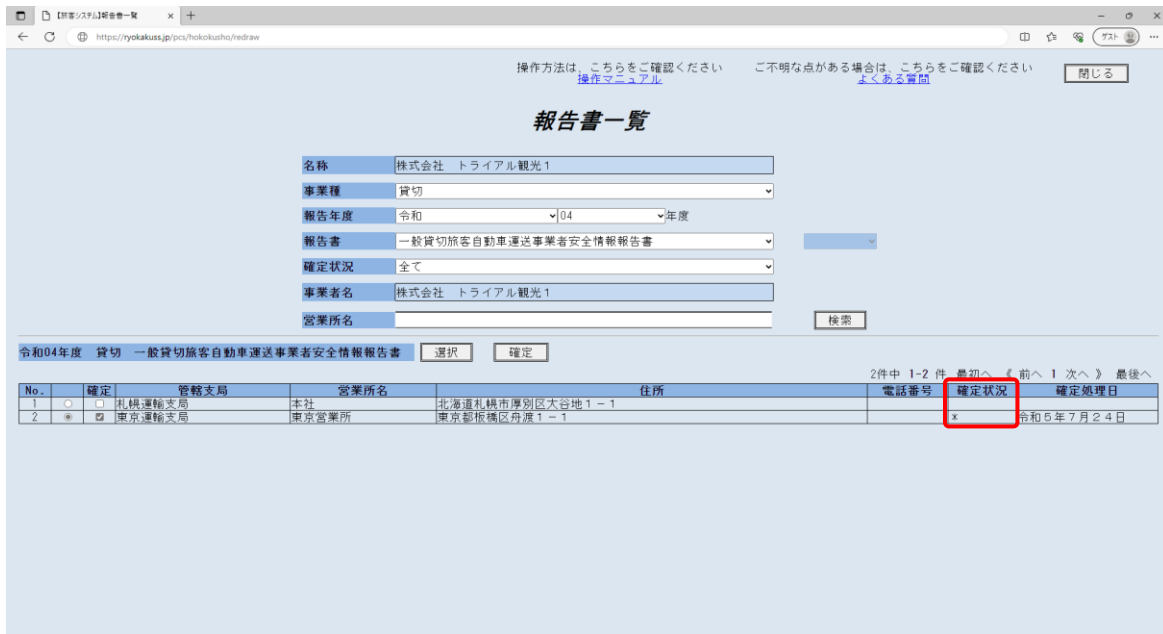 【旅客システム】報告書一覧
https://ryokakuss.jp/pcs/hokokusho/redraw
ゲスト
操作方法は、こちらをご確認ください ご不明な点がある場合は、こちらをご確認ください
操作マニュアル よくある質問 閉じる
報告書一覧
名称 株式会社 トライアル観光1
事業種 貸切
報告年度 令和 04 年度
報告書 一般貸切旅客自動車運送事業者安全情報報告書
確定状況 全て
事業者名 株式会社 トライアル観光1
営業所名 検索
令和04年度 貸切 一般貸切旅客自動車運送事業者安全情報報告書 選択 確定
2件中 1-2 件 最初へ 《 前へ 1 次へ 》 最後へ
No. 確定 管轄支局 営業所名 住所 電話番号 確定状況 確定処理日
1 札幌運輸支局 本社 北海道札幌市厚別区大谷地1-1
2 東京運輸支局 東京営業所 東京都板橋区舟渡1-1 * 令和5年7月24日